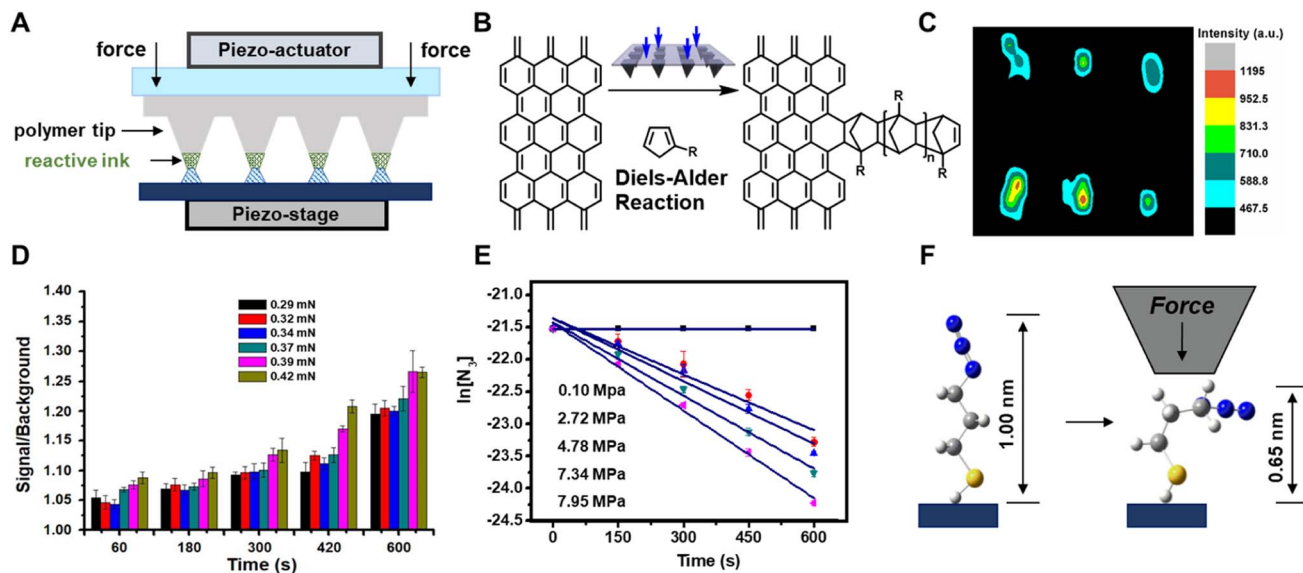 A
force
Piezo-actuator
force
polymer tip
reactive ink
Piezo-stage
B
R
Diels-Alder
Reaction
R
n
R
R
C
Intensity (a.u.)
1195
952.5
831.3
710.0
588.8
467.5
D
Signal/Background
1.40
1.35
1.30
1.25
1.20
1.15
1.10
1.05
1.00
0.29 mN
0.32 mN
0.34 mN
0.37 mN
0.39 mN
0.42 mN
60 180 300 420 600
Time (s)
E
ln[N3]
-21.0
-21.5
-22.0
-22.5
-23.0
-23.5
-24.0
-24.5
0.10 Mpa
2.72 MPa
4.78 MPa
7.34 MPa
7.95 MPa
0 150 300 450 600
Time (s)
F
1.00 nm
Force
0.65 nm